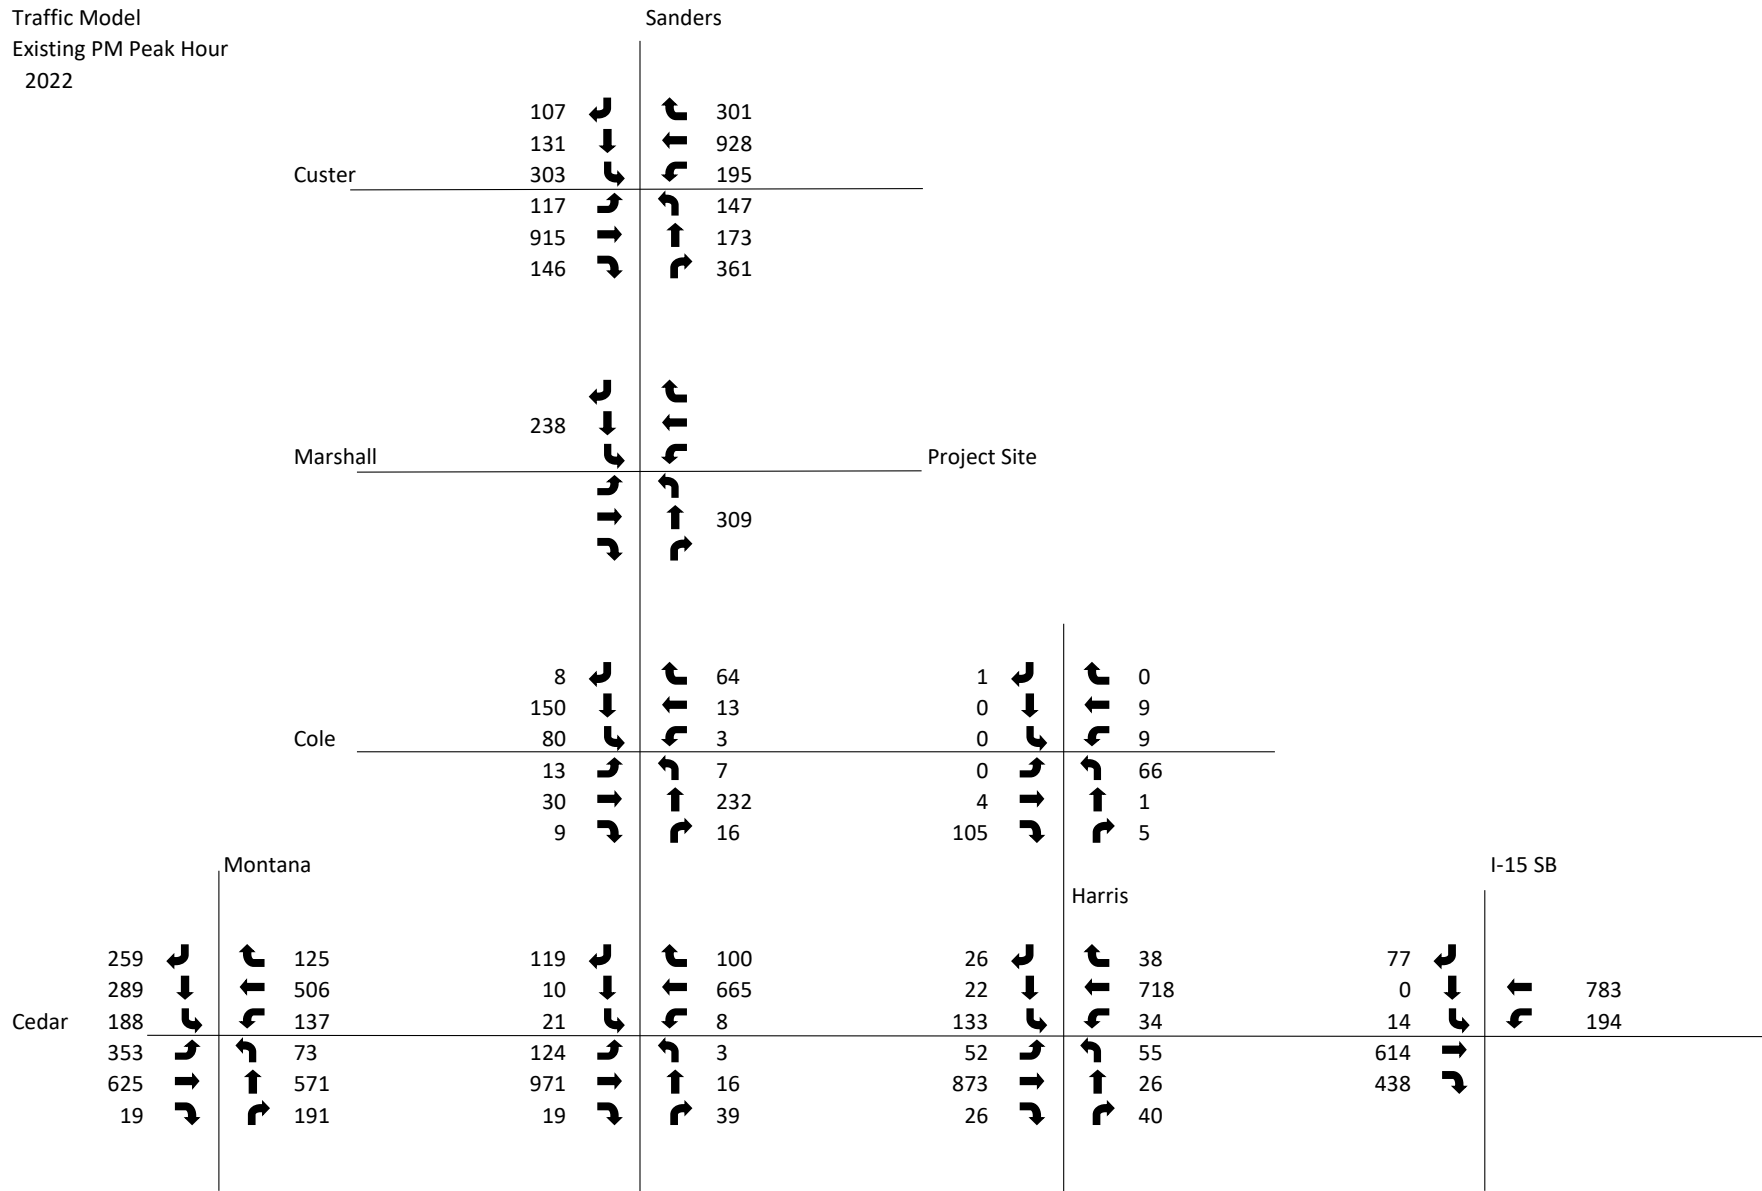 Traffic Model
Sanders
Existing PM Peak Hour
2022
107 301
131 928
Custer 303 195
117 147
915 173
146 361
238
Marshall Project Site
309
8 64 1 0
150 13 0 9
Cole 80 3 0 9
13 7 0 66
30 232 4 1
9 16 105 5
Montana I-15 SB
Harris
259 125 119 100 26 38 77
289 506 10 665 22 718 0 783
Cedar 188 137 21 8 133 34 14 194
353 73 124 3 52 55 614
625 571 971 16 873 26 438
19 191 19 39 26 40